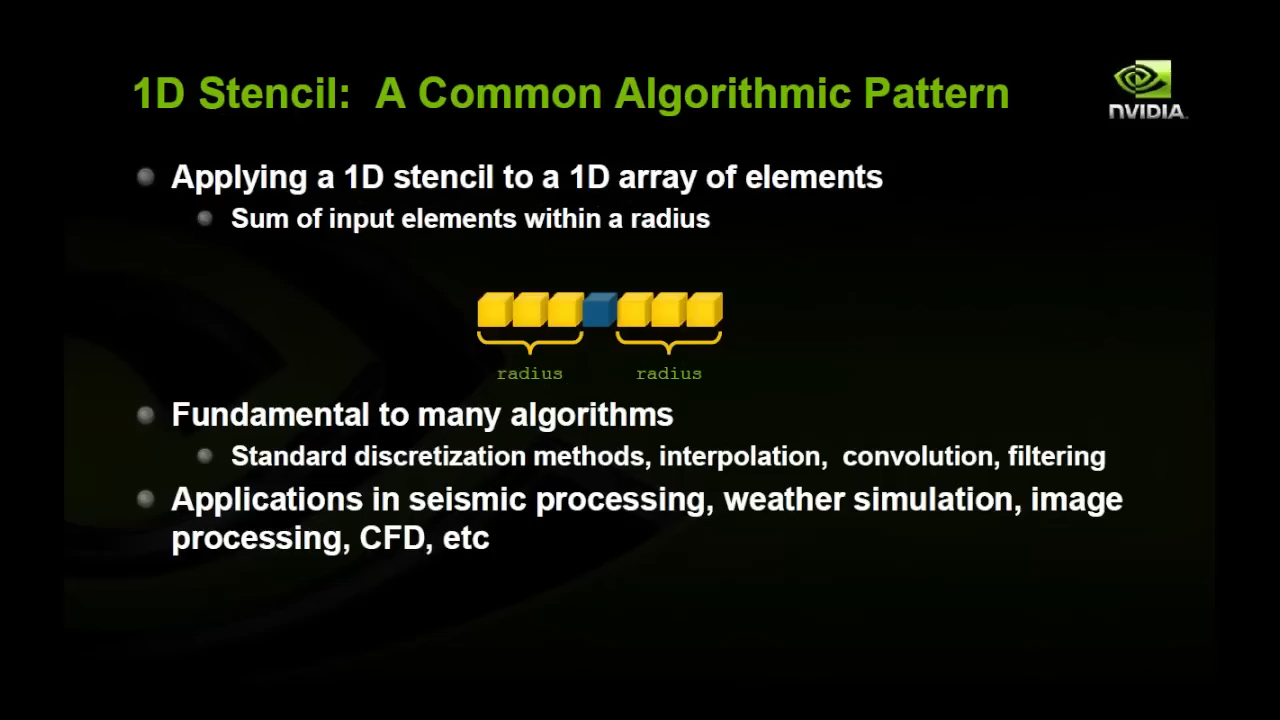 1D Stencil:  A Common Algorithmic Pattern
NVIDIA.
Applying a 1D stencil to a 1D array of elements
Sum of input elements within a radius
radius radius
Fundamental to many algorithms
Standard discretization methods, interpolation,  convolution, filtering
Applications in seismic processing, weather simulation, image
processing, CFD, etc